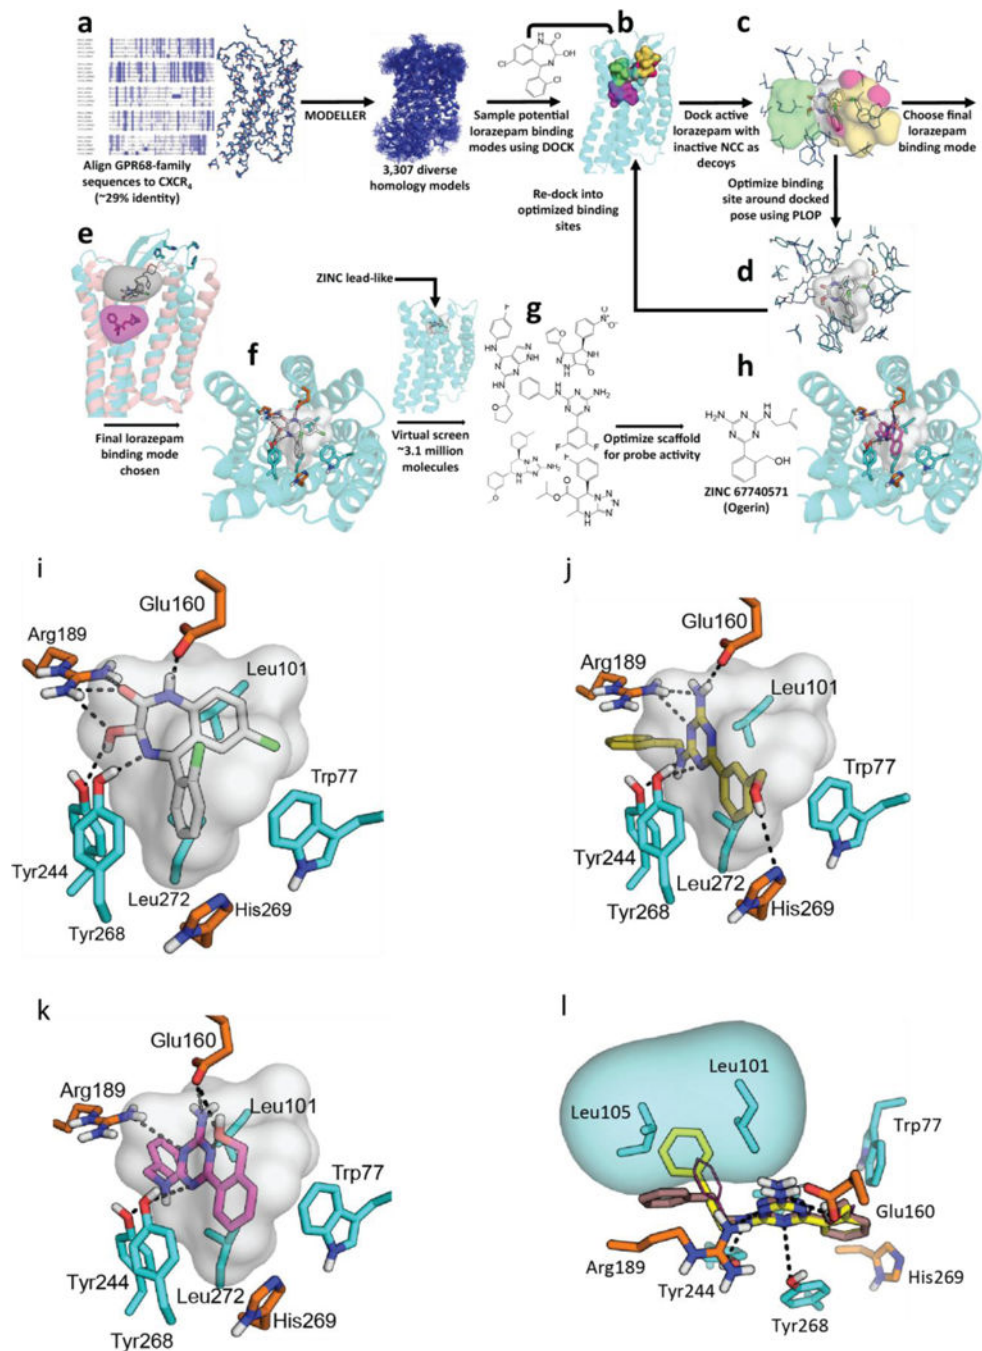 a
b
c
Align GPR68-family
sequences to CXCR4
(~29% identity)
MODELLER
3,307 diverse
homology models
Sample potential
lorazepam binding
modes using DOCK
Dock active
lorazepam with
inactive NCC as
decoys
Choose final
lorazepam
binding mode
Optimize binding
site around docked
pose using PLOP
Re-dock into
optimized binding
sites
d
e
Final lorazepam
binding mode
chosen
f
ZINC lead-like
Virtual screen
~3.1 million
molecules
g
Optimize scaffold
for probe activity
ZINC 67740571
(Ogerin)
h
i
Glu160
Arg189
Leu101
Trp77
Tyr244
Leu272
His269
Tyr268
j
Glu160
Arg189
Leu101
Trp77
Tyr244
Leu272
His269
Tyr268
k
Glu160
Arg189
Leu101
Trp77
Tyr244
Leu272
His269
Tyr268
l
Leu101
Leu105
Trp77
Glu160
Arg189
His269
Tyr244
Tyr268